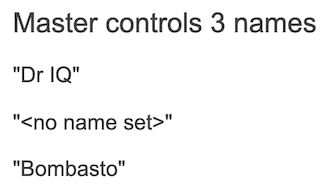 Master controls 3 names
"Dr IQ"
"<no name set>"
"Bombasto"